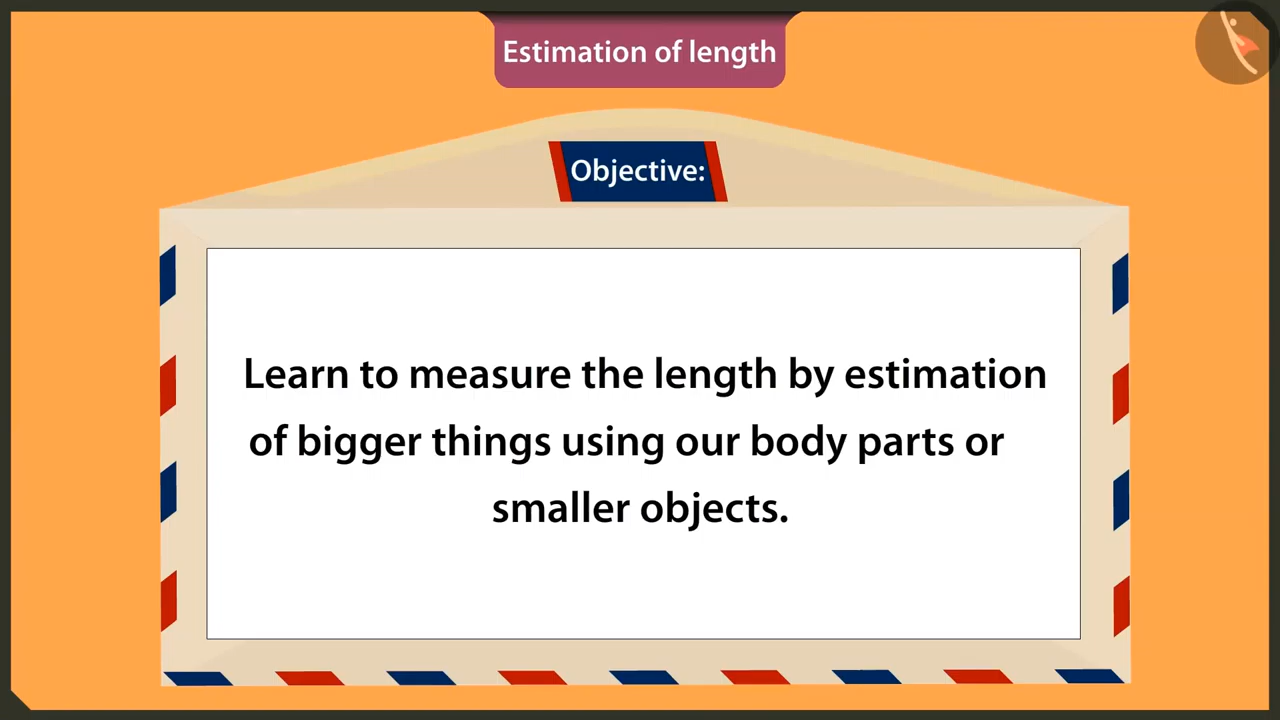 Estimation of length
Objective:
Learn to measure the length by estimation
of bigger things using our body parts or
smaller objects.